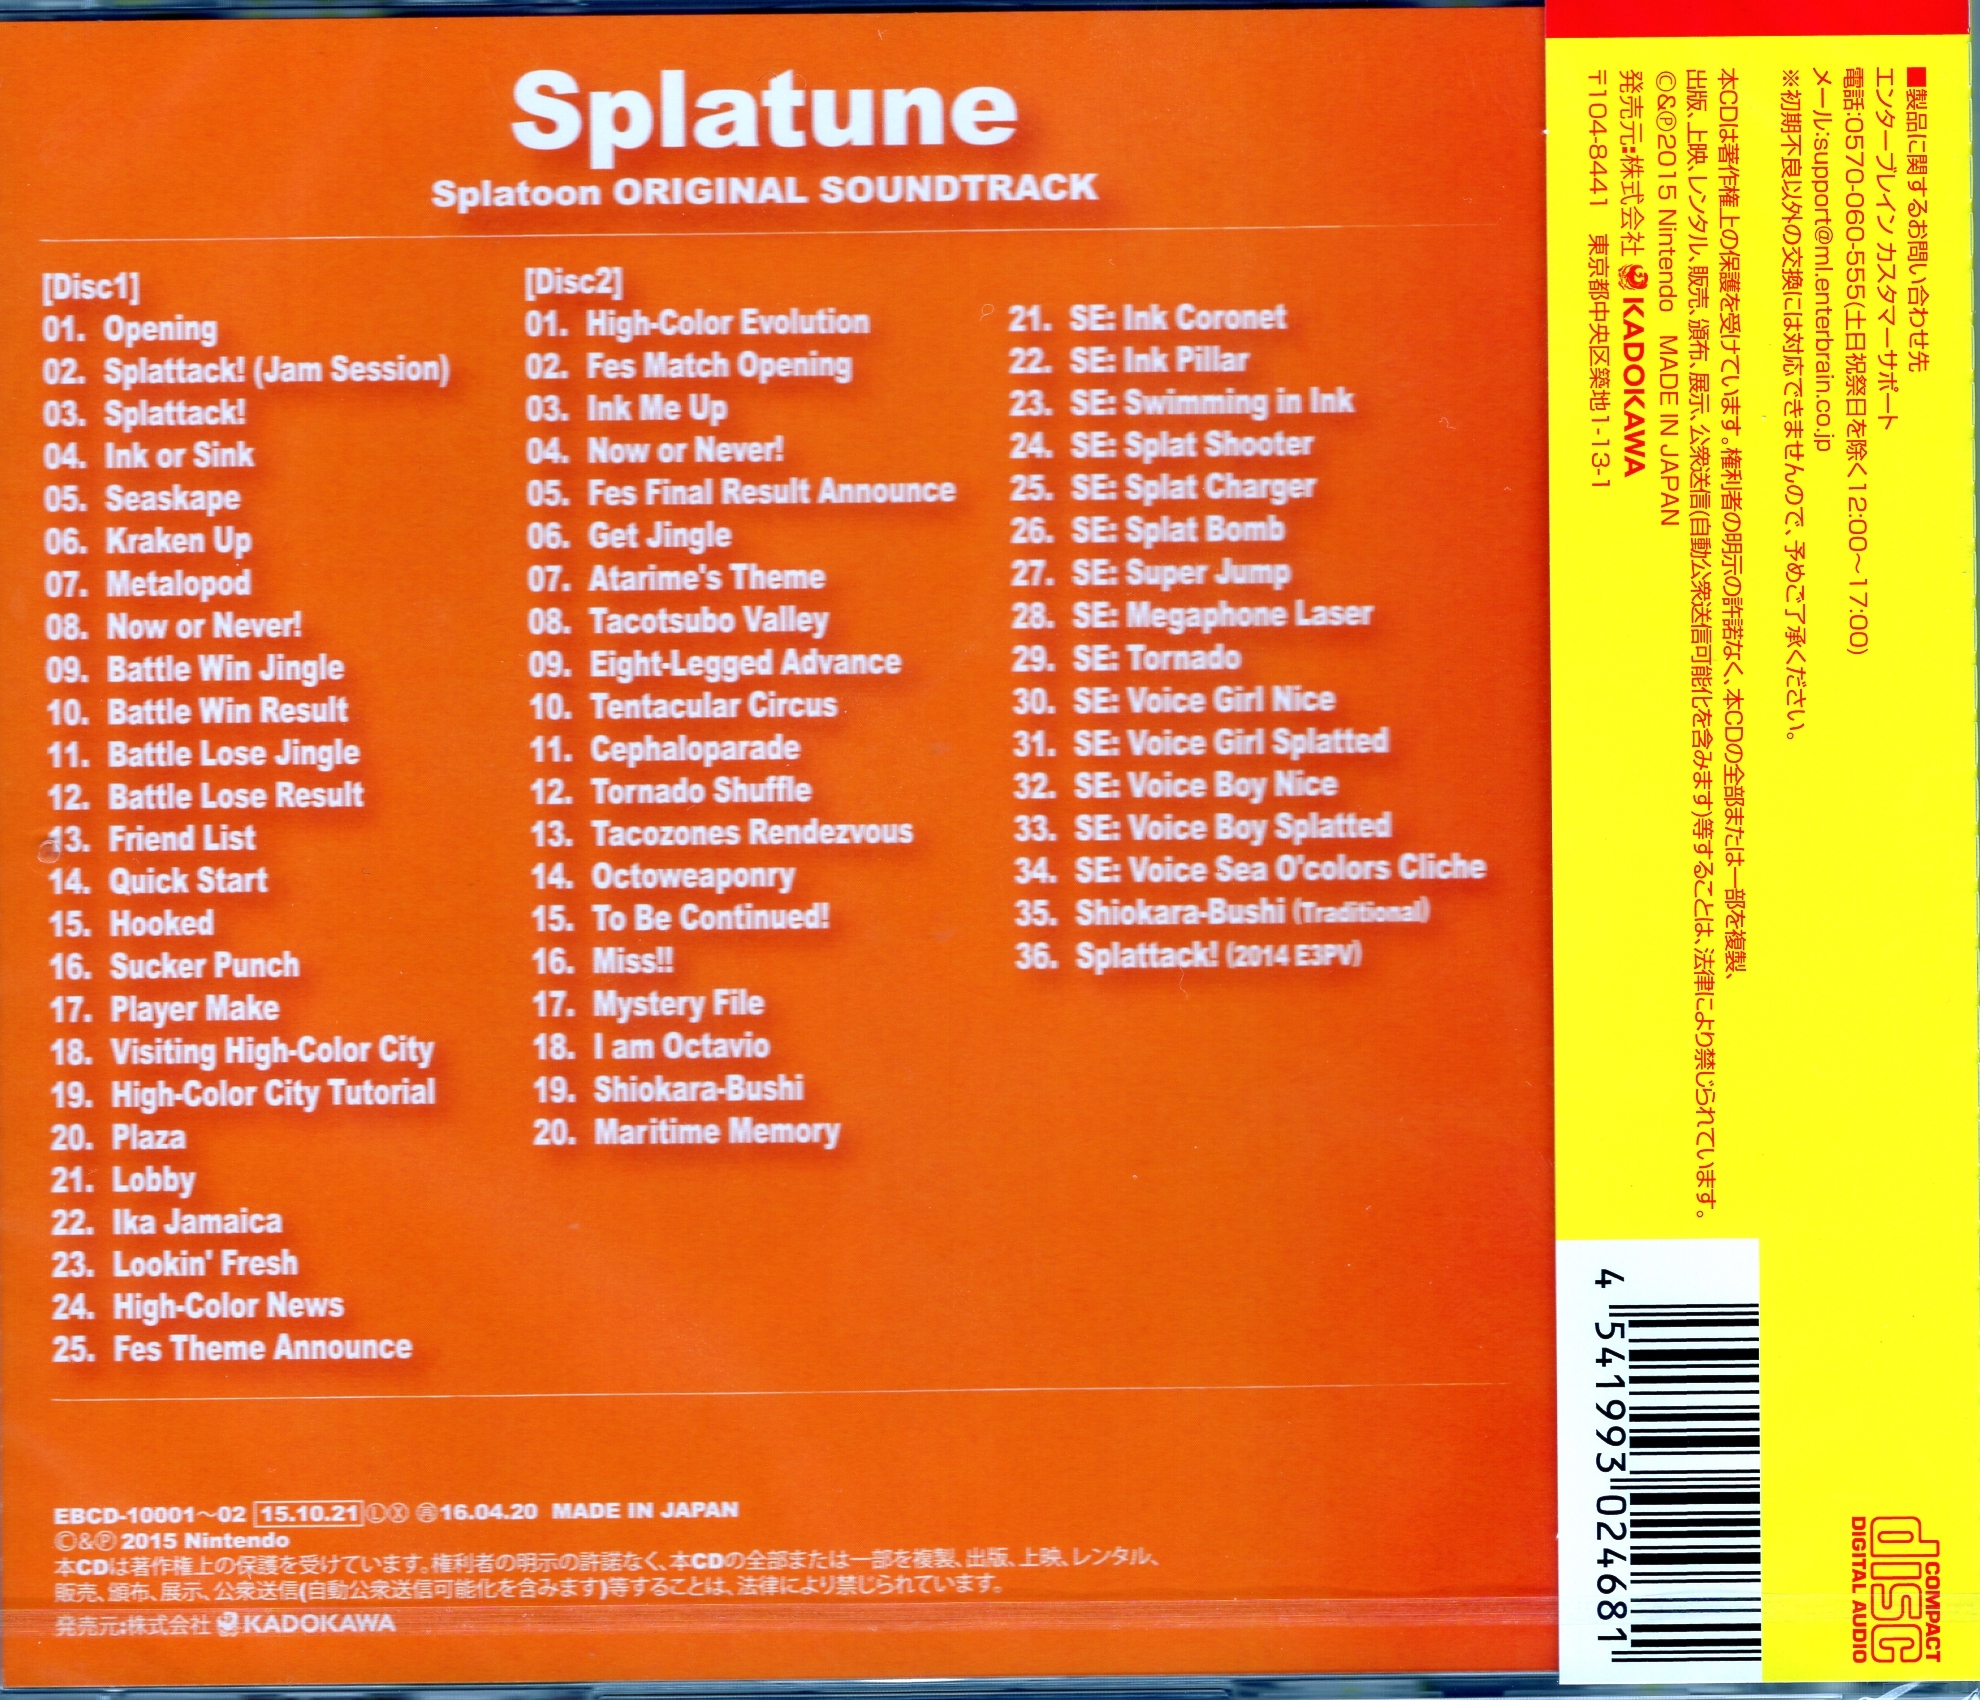 Splatune
Splatoon ORIGINAL SOUNDTRACK
[Disc1]
01. Opening
02. Splattack! (Jam Session)
03. Splattack!
04. Ink or Sink
05. Seaskape
06. Kraken Up
07. Metalopod
08. Now or Never!
09. Battle Win Jingle
10. Battle Win Result
11. Battle Lose Jingle
12. Battle Lose Result
13. Friend List
14. Quick Start
15. Hooked
16. Sucker Punch
17. Player Make
18. Visiting High-Color City
19. High-Color City Tutorial
20. Plaza
21. Lobby
22. Ika Jamaica
23. Lookin' Fresh
24. High-Color News
25. Fes Theme Announce
[Disc2]
01. High-Color Evolution
02. Fes Match Opening
03. Ink Me Up
04. Now or Never!
05. Fes Final Result Announce
06. Get Jingle
07. Atarime's Theme
08. Tacotsubo Valley
09. Eight-Legged Advance
10. Tentacular Circus
11. Cephaloparade
12. Tornado Shuffle
13. Tacozones Rendezvous
14. Octoweaponry
15. To Be Continued!
16. Miss!!
17. Mystery File
18. I am Octavio
19. Shiokara-Bushi
20. Maritime Memory
21. SE: Ink Coronet
22. SE: Ink Pillar
23. SE: Swimming in Ink
24. SE: Splat Shooter
25. SE: Splat Charger
26. SE: Splat Bomb
27. SE: Super Jump
28. SE: Megaphone Laser
29. SE: Tornado
30. SE: Voice Girl Nice
31. SE: Voice Girl Splatted
32. SE: Voice Boy Nice
33. SE: Voice Boy Splatted
34. SE: Voice Sea O'colors Cliche
35. Shiokara-Bushi (Traditional)
36. Splattack! (2014 E3PV)
EBCD-10001～02 15.10.21 Ⓛ Ⓧ ㊊16.04.20 MADE IN JAPAN
©&℗ 2015 Nintendo
本CDは著作権上の保護を受けています。権利者の明示の許諾なく、本CDの全部または一部を複製、出版、上映、レンタル、
販売、頒布、展示、公衆送信(自動公衆送信可能化を含みます)等することは、法律により禁じられています。
発売元:株式会社 KADOKAWA
■製品に関するお問い合わせ先
エンターブレイン カスタマーサポート
電話:0570-060-555(土日祝祭日を除く12:00～17:00)
メール:support@ml.enterbrain.co.jp
※初期不良以外の交換には対応できませんので、予めご了承ください。
本CDは著作権上の保護を受けています。権利者の明示の許諾なく、本CDの全部または一部を複製、
出版、上映、レンタル、販売、頒布、展示、公衆送信(自動公衆送信可能化を含みます)等することは、法律により禁じられています。
©&℗2015 Nintendo MADE IN JAPAN
発売元:株式会社 KADOKAWA
〒104-8441 東京都中央区築地1-13-1
4 541993 024681
COMPACT
disc
DIGITAL AUDIO